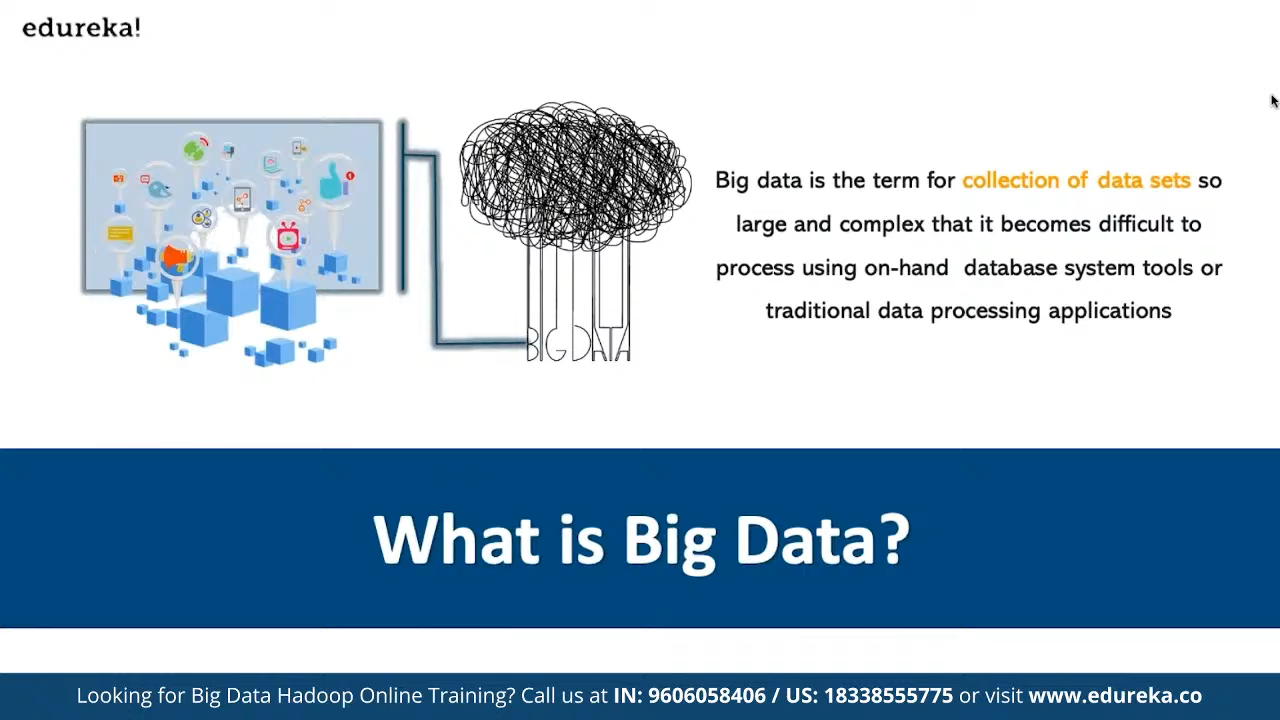 edureka!
Big data is the term for collection of data sets so
large and complex that it becomes difficult to
process using on-hand database system tools or
traditional data processing applications
BIG DATA
What is Big Data?
Looking for Big Data Hadoop Online Training? Call us at IN: 9606058406 / US: 18338555775 or visit www.edureka.co